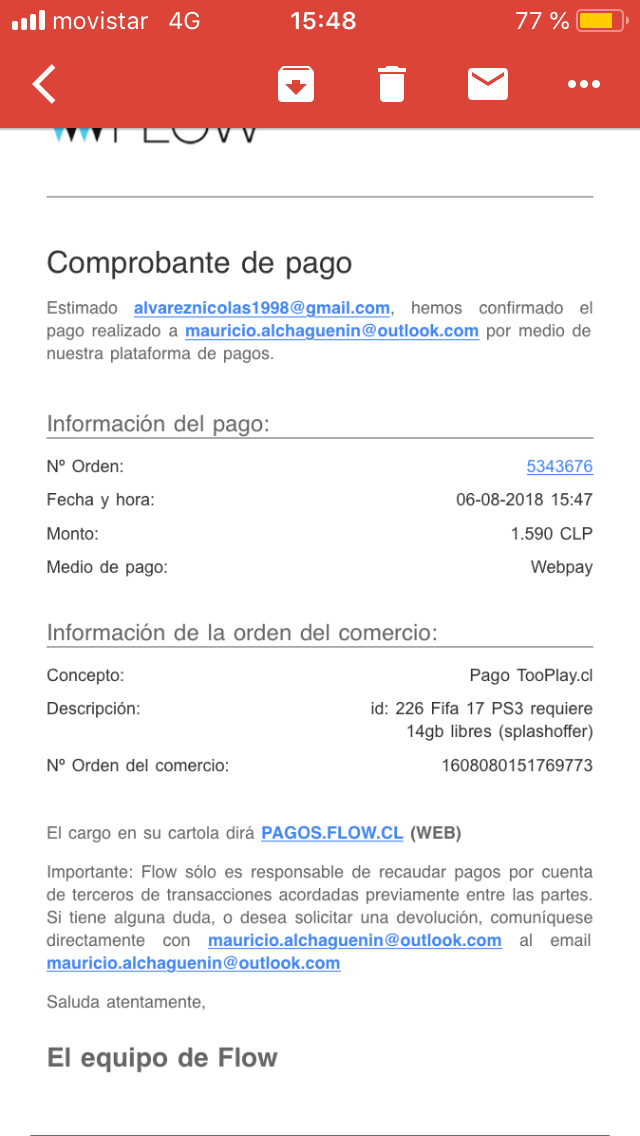 movistar 4G 15:48 77 %
FLOW
Comprobante de pago
Estimado alvareznicolas1998@gmail.com, hemos confirmado el
pago realizado a mauricio.alchaguenin@outlook.com por medio de
nuestra plataforma de pagos.
Información del pago:
Nº Orden: 5343676
Fecha y hora: 06-08-2018 15:47
Monto: 1.590 CLP
Medio de pago: Webpay
Información de la orden del comercio:
Concepto: Pago TooPlay.cl
Descripción: id: 226 Fifa 17 PS3 requiere
14gb libres (splashoffer)
Nº Orden del comercio: 1608080151769773
El cargo en su cartola dirá PAGOS.FLOW.CL (WEB)
Importante: Flow sólo es responsable de recaudar pagos por cuenta
de terceros de transacciones acordadas previamente entre las partes.
Si tiene alguna duda, o desea solicitar una devolución, comuníquese
directamente con mauricio.alchaguenin@outlook.com al email
mauricio.alchaguenin@outlook.com
Saluda atentamente,
El equipo de Flow